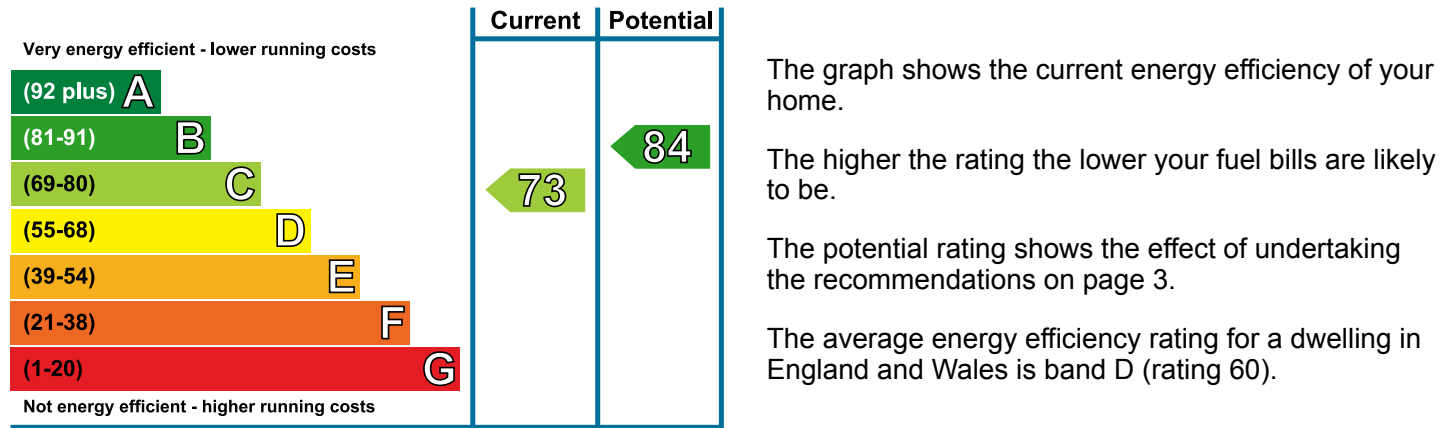 Current Potential
Very energy efficient - lower running costs
(92 plus) A
(81-91) B
(69-80) C
(55-68) D
(39-54) E
(21-38) F
(1-20) G
Not energy efficient - higher running costs
73
84
The graph shows the current energy efficiency of your
home.
The higher the rating the lower your fuel bills are likely
to be.
The potential rating shows the effect of undertaking
the recommendations on page 3.
The average energy efficiency rating for a dwelling in
England and Wales is band D (rating 60).